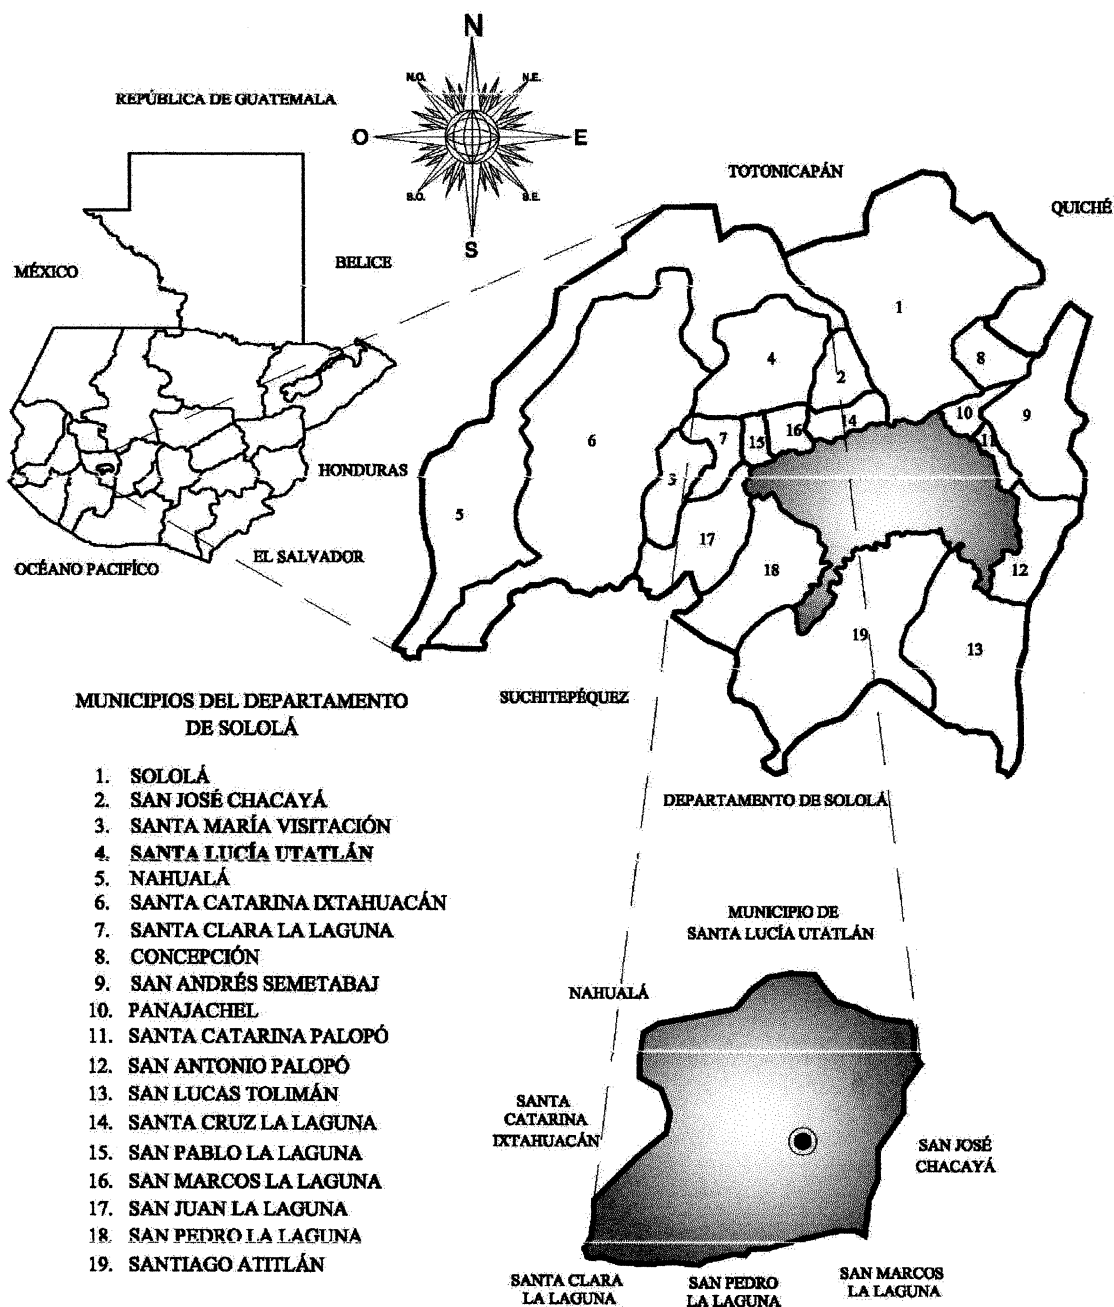 N
N.O.
N.E.
O
E
S.O.
S.E.
S
REPÚBLICA DE GUATEMALA
MÉXICO
BELICE
HONDURAS
EL SALVADOR
OCÉANO PACIFÍCO
TOTONICAPÁN
QUICHÉ
1
2
3
4
5
6
7
8
9
10
11
12
13
14
15
16
17
18
19
SUCHITEPÉQUEZ
DEPARTAMENTO DE SOLOLÁ
MUNICIPIOS DEL DEPARTAMENTO
DE SOLOLÁ
1. SOLOLÁ
2. SAN JOSÉ CHACAYÁ
3. SANTA MARÍA VISITACIÓN
4. SANTA LUCÍA UTATLÁN
5. NAHUALÁ
6. SANTA CATARINA IXTAHUACÁN
7. SANTA CLARA LA LAGUNA
8. CONCEPCIÓN
9. SAN ANDRÉS SEMETABAJ
10. PANAJACHEL
11. SANTA CATARINA PALOPÓ
12. SAN ANTONIO PALOPÓ
13. SAN LUCAS TOLIMÁN
14. SANTA CRUZ LA LAGUNA
15. SAN PABLO LA LAGUNA
16. SAN MARCOS LA LAGUNA
17. SAN JUAN LA LAGUNA
18. SAN PEDRO LA LAGUNA
19. SANTIAGO ATITLÁN
MUNICIPIO DE
SANTA LUCÍA UTATLÁN
NAHUALÁ
SANTA
CATARINA
IXTAHUACÁN
SAN JOSÉ
CHACAYÁ
SANTA CLARA
LA LAGUNA
SAN PEDRO
LA LAGUNA
SAN MARCOS
LA LAGUNA